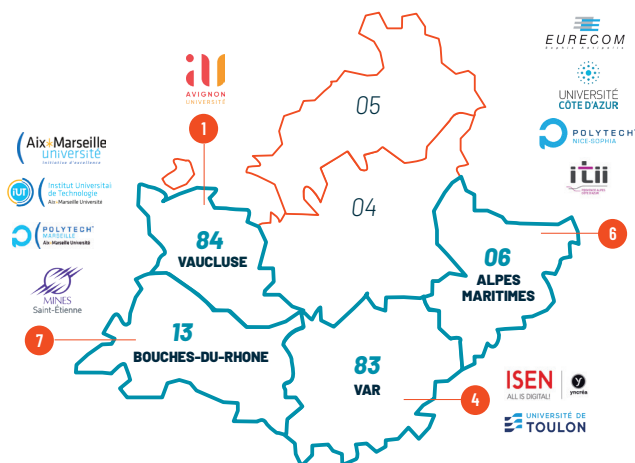 EURECOM
Sophia Antipolis
AVIGNON
UNIVERSITÉ
05
UNIVERSITÉ
CÔTE D'AZUR
POLYTECH
NICE-SOPHIA
1
Aix*Marseille
université
Initiative d'excellence
iUT
Institut Universitai
de Technologie
Aix-Marseille Université
itii
04
POLYTECH
MARSEILLE
Aix-Marseille Université
84
VAUCLUSE
6
06
ALPES
MARITIMES
MINES
Saint-Étienne
7
13
BOUCHES-DU-RHONE
83
VAR
4
ISEN
ALL IS DIGITAL!
yncréa
UNIVERSITÉ DE
TOULON